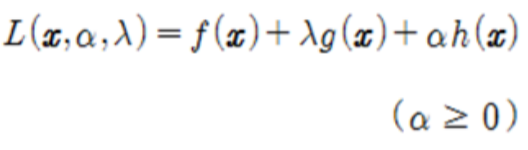 L(𝒙,α,λ) = f(𝒙) + λg(𝒙) + αh(𝒙)
(α ≥ 0)